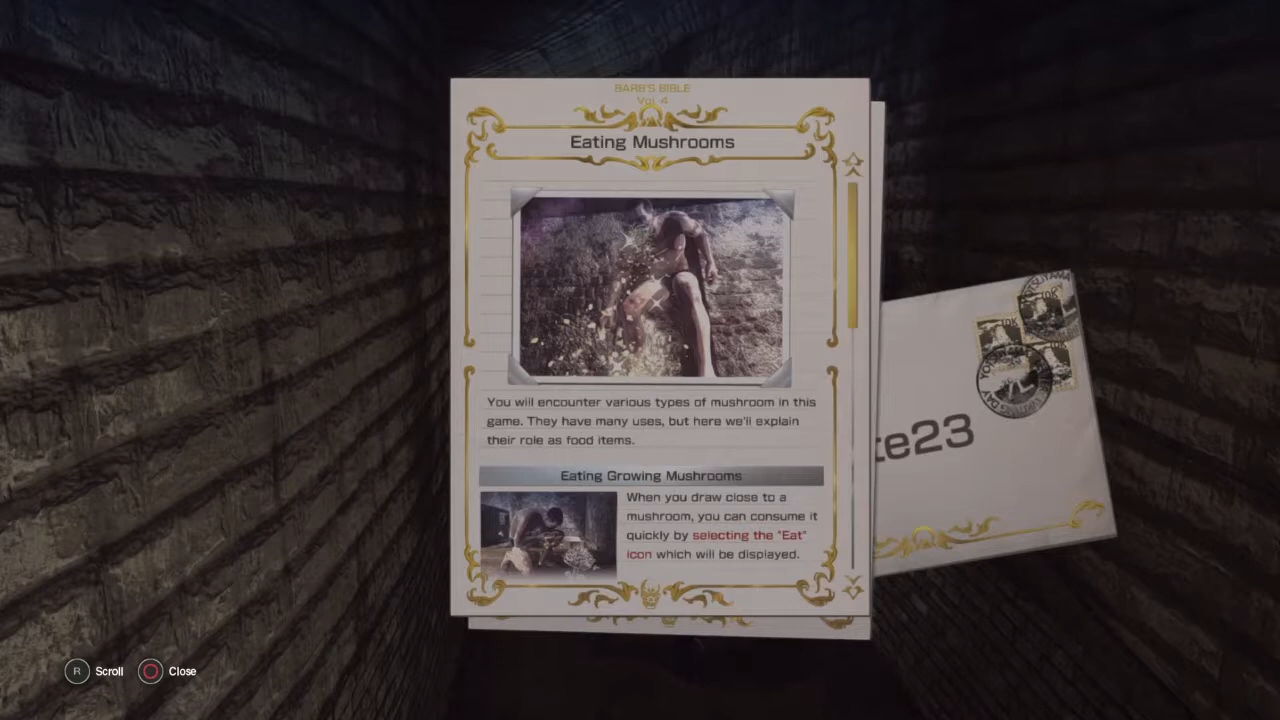 BARB'S BIBLE
Vol. 4
Eating Mushrooms
You will encounter various types of mushroom in this
game. They have many uses, but here we'll explain
their role as food items.
Eating Growing Mushrooms
When you draw close to a
mushroom, you can consume it
quickly by selecting the "Eat"
icon which will be displayed.
te23
R Scroll
Close